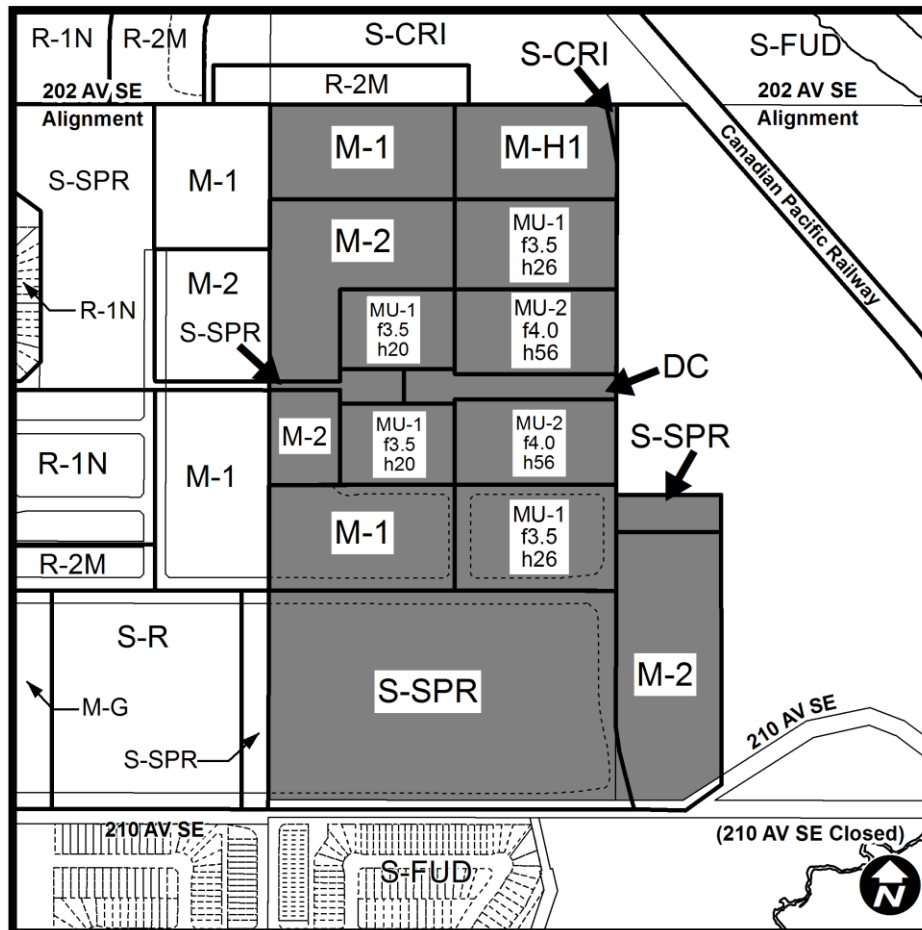 R-1N
R-2M
S-CRI
S-CRI
S-FUD
R-2M
202 AV SE
Alignment
202 AV SE
Alignment
Canadian Pacific Railway
S-SPR
M-1
M-1
M-H1
M-2
M-2
MU-1
f3.5
h26
R-1N
S-SPR
MU-1
f3.5
h20
MU-2
f4.0
h56
DC
S-SPR
R-1N
M-1
M-2
MU-1
f3.5
h20
MU-2
f4.0
h56
M-1
MU-1
f3.5
h26
R-2M
S-R
S-SPR
M-2
M-G
S-SPR
210 AV SE
210 AV SE
(210 AV SE Closed)
S-FUD
N